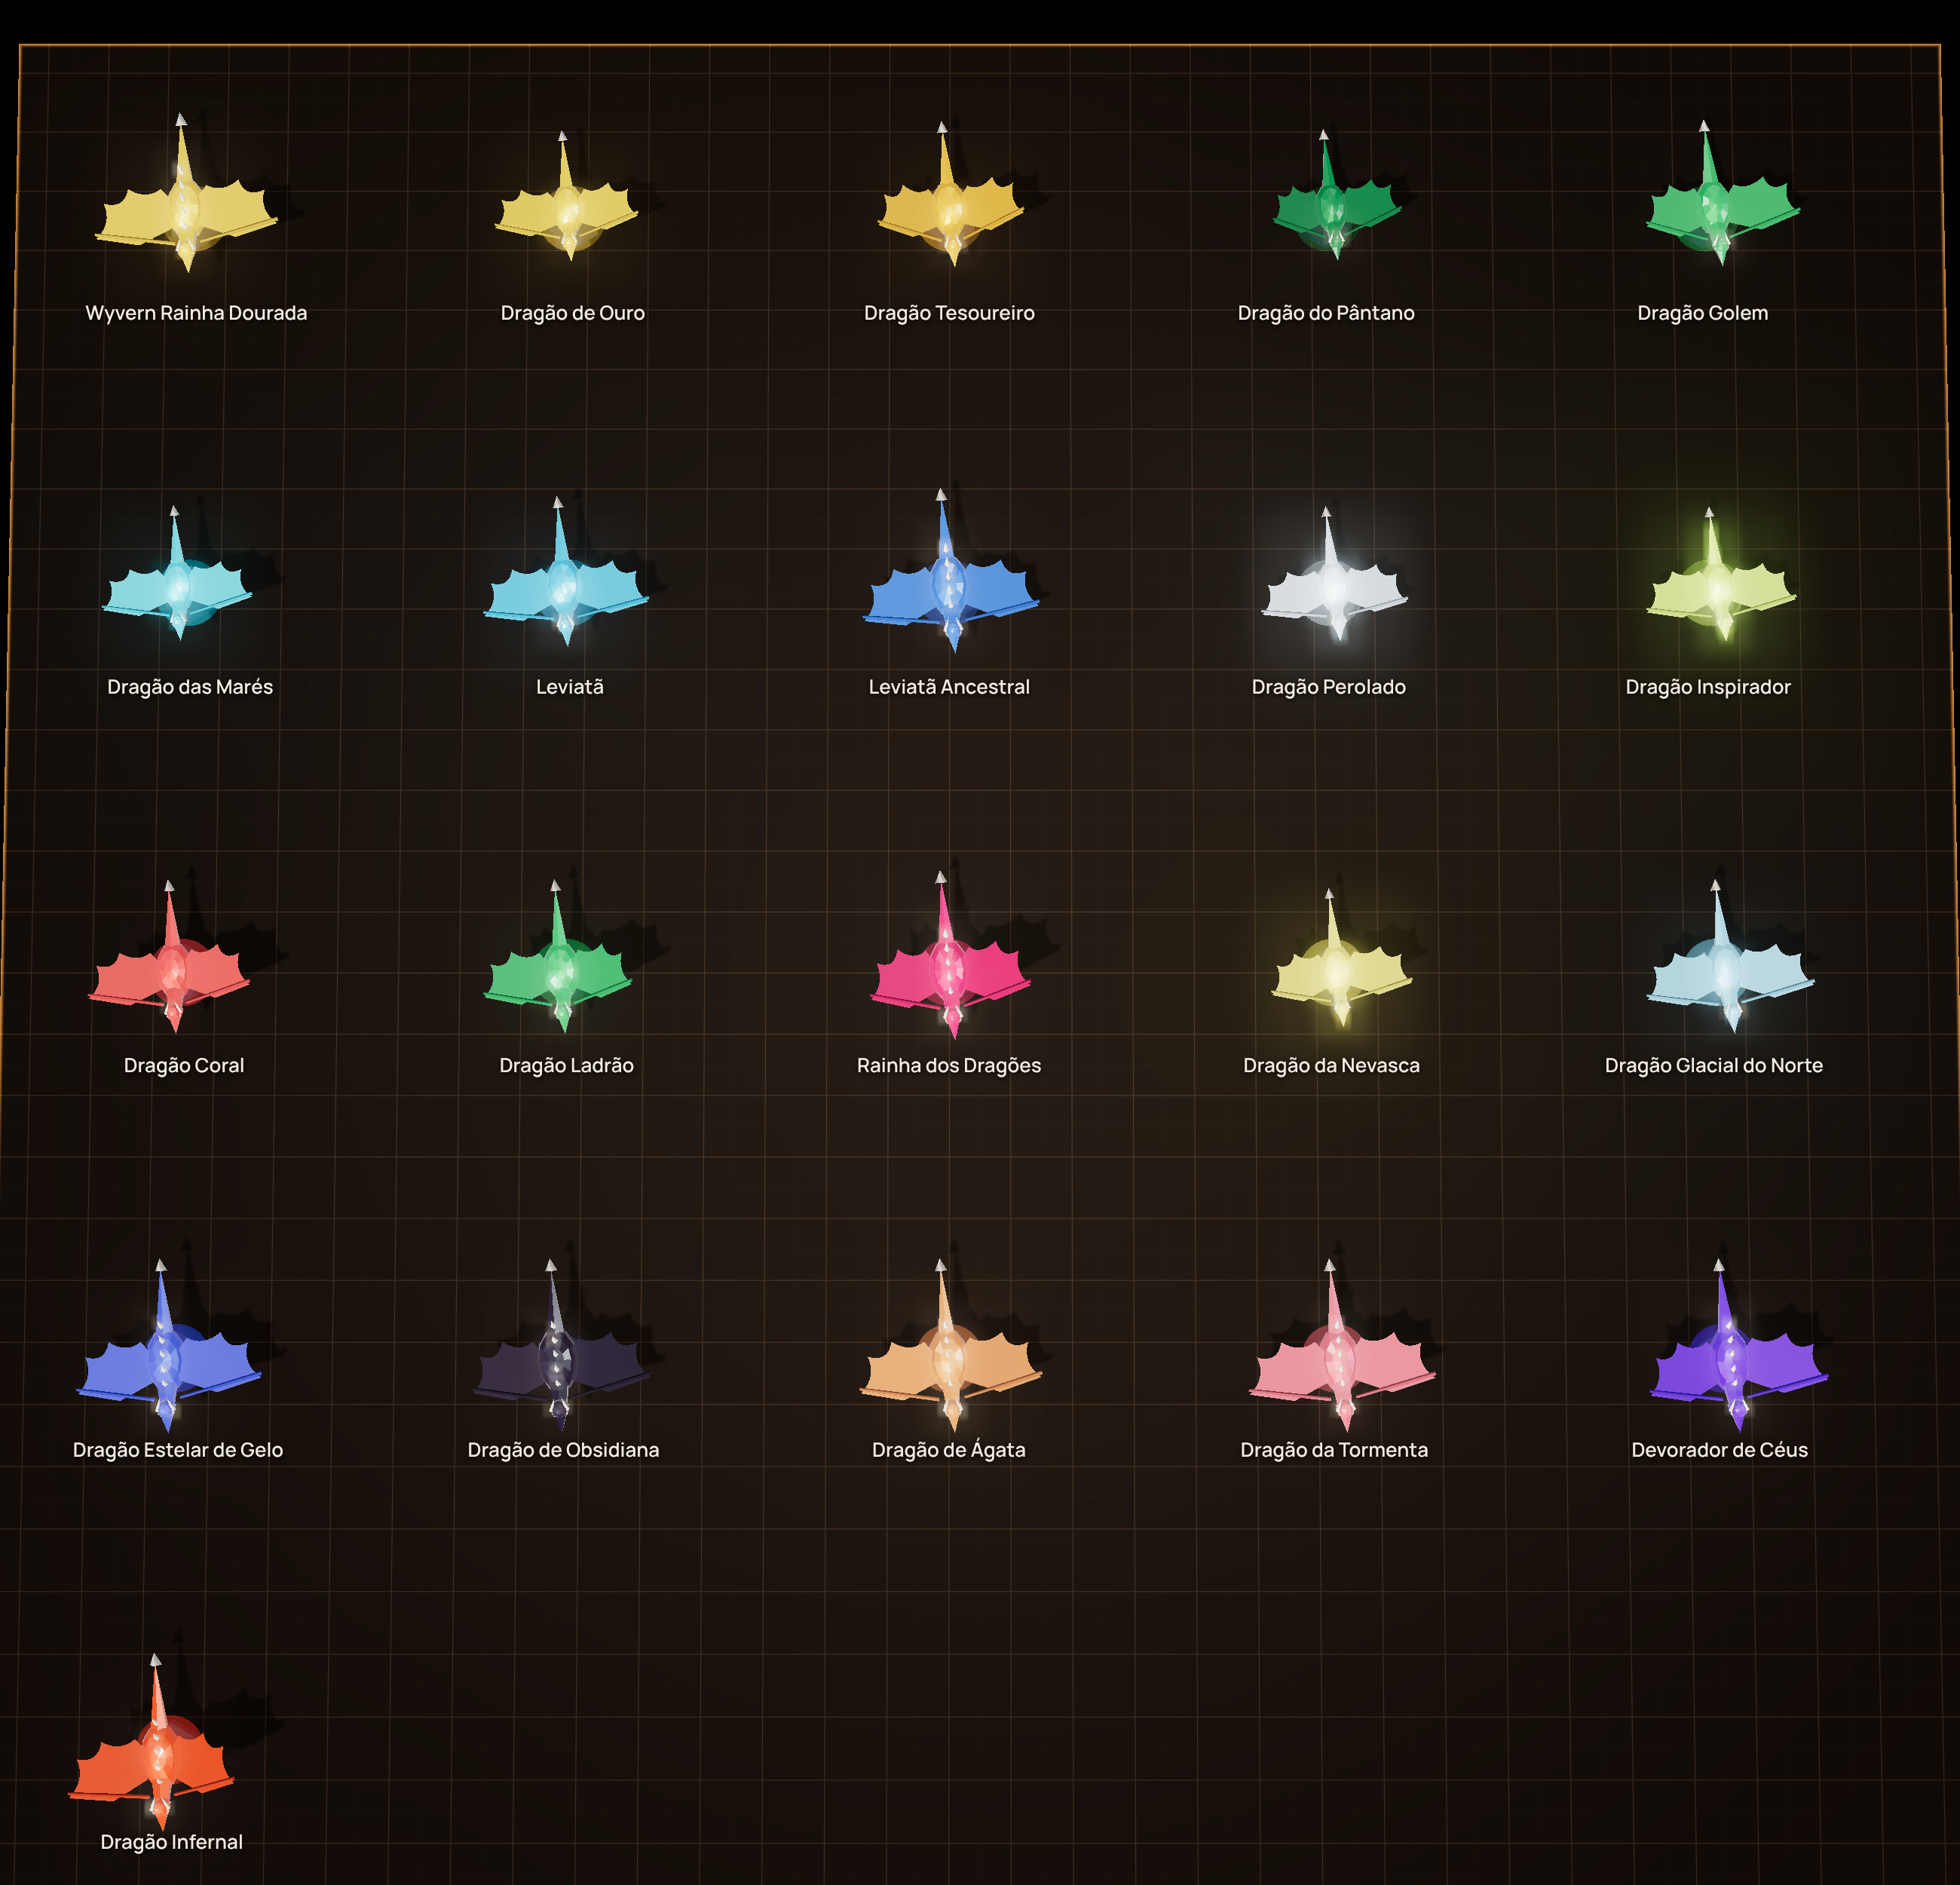 Wyvern Rainha Dourada
Dragão de Ouro
Dragão Tesoureiro
Dragão do Pântano
Dragão Golem
Dragão das Marés
Leviatã
Leviatã Ancestral
Dragão Perolado
Dragão Inspirador
Dragão Coral
Dragão Ladrão
Rainha dos Dragões
Dragão da Nevasca
Dragão Glacial do Norte
Dragão Estelar de Gelo
Dragão de Obsidiana
Dragão de Ágata
Dragão da Tormenta
Devorador de Céus
Dragão Infernal